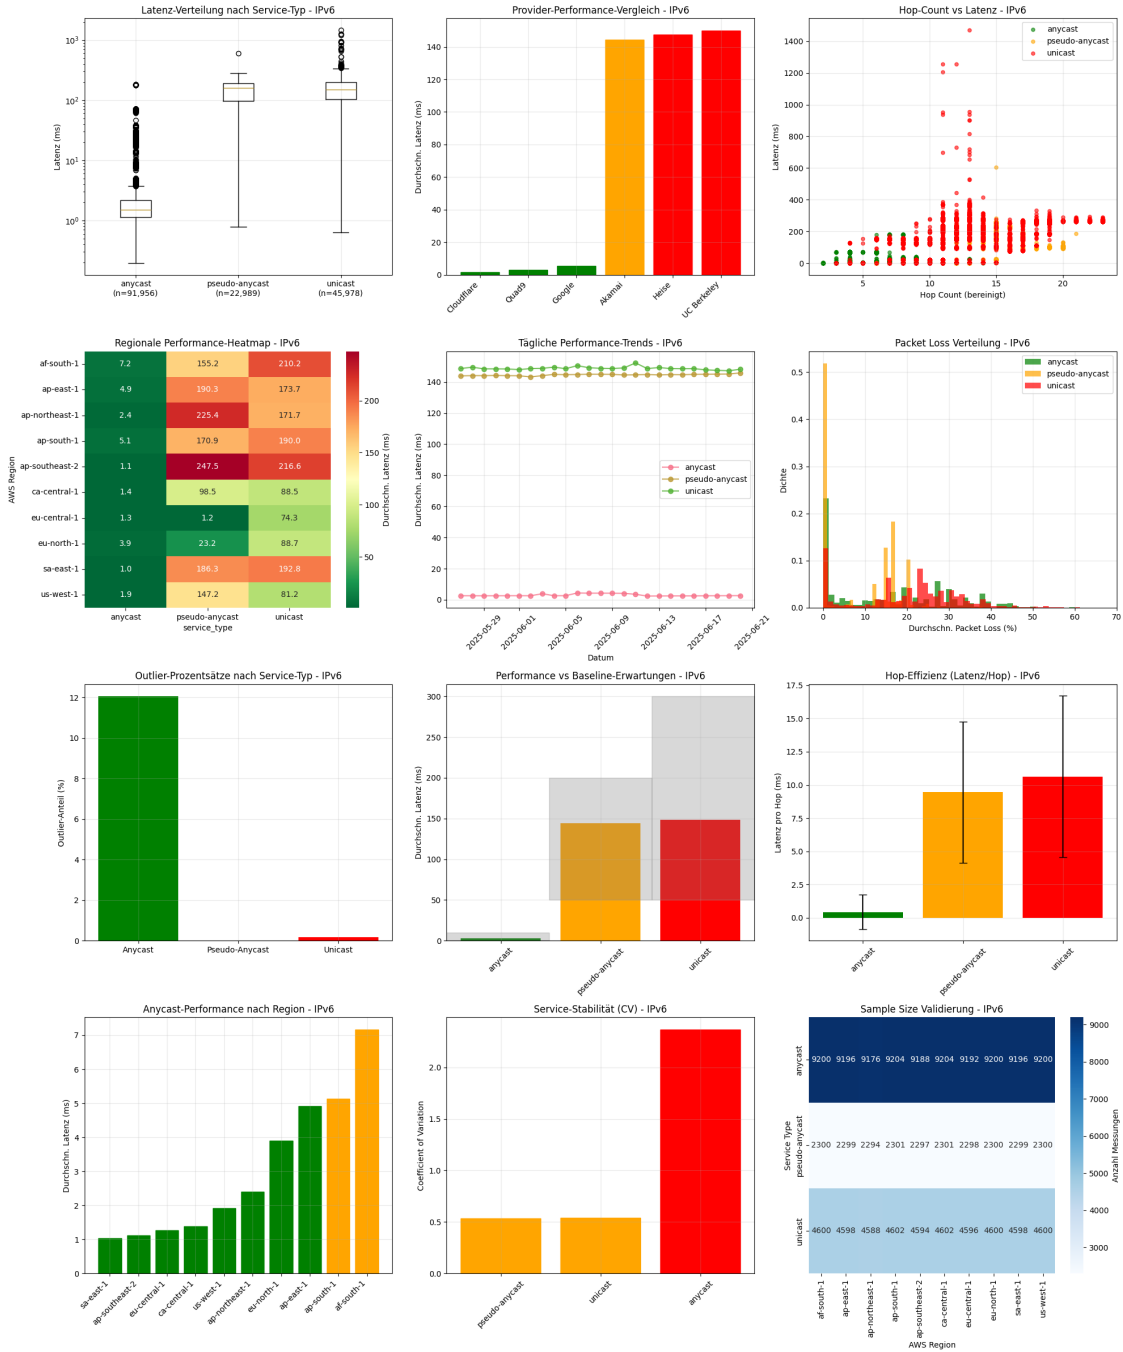 Latenz-Verteilung nach Service-Typ - IPv6
Latenz (ms)
10³
10²
10¹
10⁰
anycast
(n=91,956)
pseudo-anycast
(n=22,989)
unicast
(n=45,978)
Provider-Performance-Vergleich - IPv6
Durchschn. Latenz (ms)
140
120
100
80
60
40
20
0
Cloudflare
Quad9
Google
Akamai
Heise
UC Berkeley
Hop-Count vs Latenz - IPv6
anycast
pseudo-anycast
unicast
Latenz (ms)
1400
1200
1000
800
600
400
200
0
5
10
15
20
Hop Count (bereinigt)
Regionale Performance-Heatmap - IPv6
AWS Region
af-south-1 7.2 155.2 210.2
ap-east-1 4.9 190.3 173.7
ap-northeast-1 2.4 225.4 171.7
ap-south-1 5.1 170.9 190.0
ap-southeast-2 1.1 247.5 216.6
ca-central-1 1.4 98.5 88.5
eu-central-1 1.3 1.2 74.3
eu-north-1 3.9 23.2 88.7
sa-east-1 1.0 186.3 192.8
us-west-1 1.9 147.2 81.2
anycast pseudo-anycast unicast
service_type
200
150
100
50
Durchschn. Latenz (ms)
Tägliche Performance-Trends - IPv6
Durchschn. Latenz (ms)
140
120
100
80
60
40
20
0
anycast
pseudo-anycast
unicast
2025-05-29
2025-06-01
2025-06-05
2025-06-09
2025-06-13
2025-06-17
2025-06-21
Datum
Packet Loss Verteilung - IPv6
anycast
pseudo-anycast
unicast
Dichte
0.5
0.4
0.3
0.2
0.1
0.0
0 10 20 30 40 50 60 70
Durchschn. Packet Loss (%)
Outlier-Prozentsätze nach Service-Typ - IPv6
Outlier-Anteil (%)
12
10
8
6
4
2
0
Anycast
Pseudo-Anycast
Unicast
Performance vs Baseline-Erwartungen - IPv6
Durchschn. Latenz (ms)
300
250
200
150
100
50
0
anycast
pseudo-anycast
unicast
Hop-Effizienz (Latenz/Hop) - IPv6
Latenz pro Hop (ms)
17.5
15.0
12.5
10.0
7.5
5.0
2.5
0.0
anycast
pseudo-anycast
unicast
Anycast-Performance nach Region - IPv6
Durchschn. Latenz (ms)
7
6
5
4
3
2
1
0
sa-east-1
ap-southeast-2
eu-central-1
ca-central-1
us-west-1
ap-northeast-1
eu-north-1
ap-east-1
ap-south-1
af-south-1
Service-Stabilität (CV) - IPv6
Coefficient of Variation
2.0
1.5
1.0
0.5
0.0
pseudo-anycast
unicast
anycast
Sample Size Validierung - IPv6
Service Type
anycast
9200 9196 9176 9204 9188 9204 9192 9200 9196 9200
pseudo-anycast
2300 2299 2294 2301 2297 2301 2298 2300 2299 2300
unicast
4600 4598 4588 4602 4594 4602 4596 4600 4598 4600
af-south-1
ap-east-1
ap-northeast-1
ap-south-1
ap-southeast-2
ca-central-1
eu-central-1
eu-north-1
sa-east-1
us-west-1
AWS Region
9000
8000
7000
6000
5000
4000
3000
Anzahl Messungen